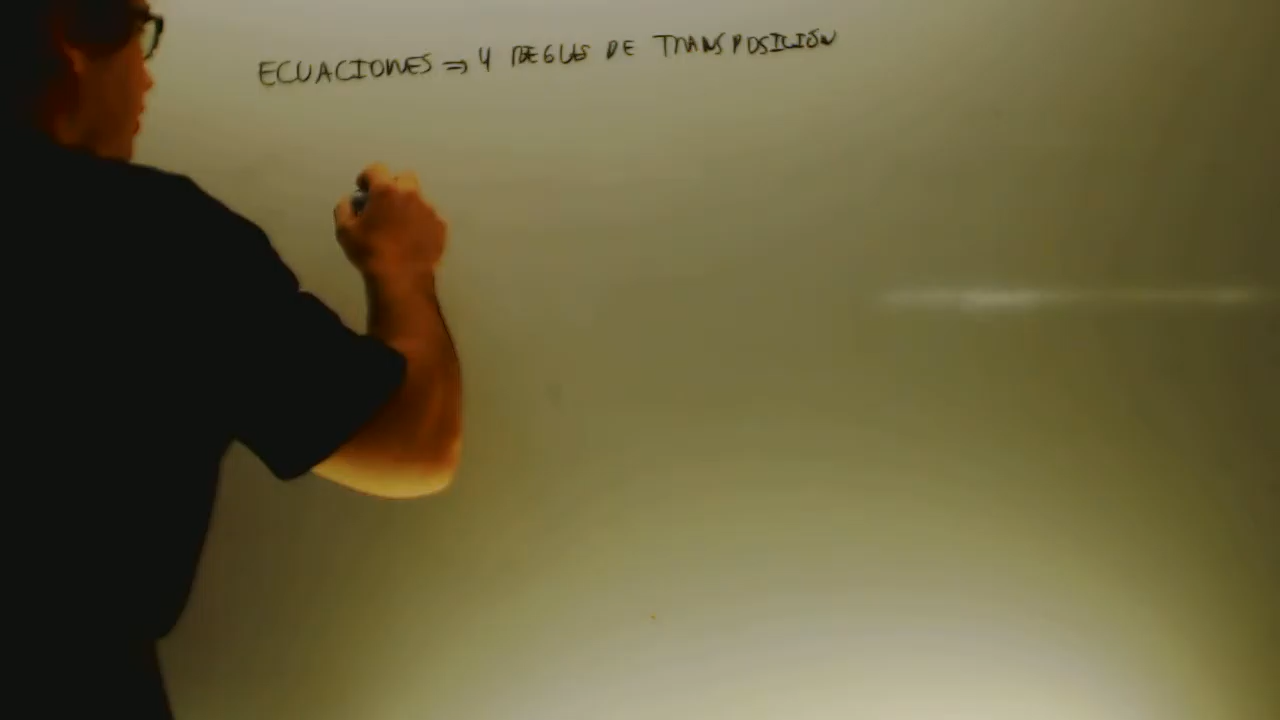 ECUACIONES ⇒ 4 REGLAS DE TRANSPOSICIÓN